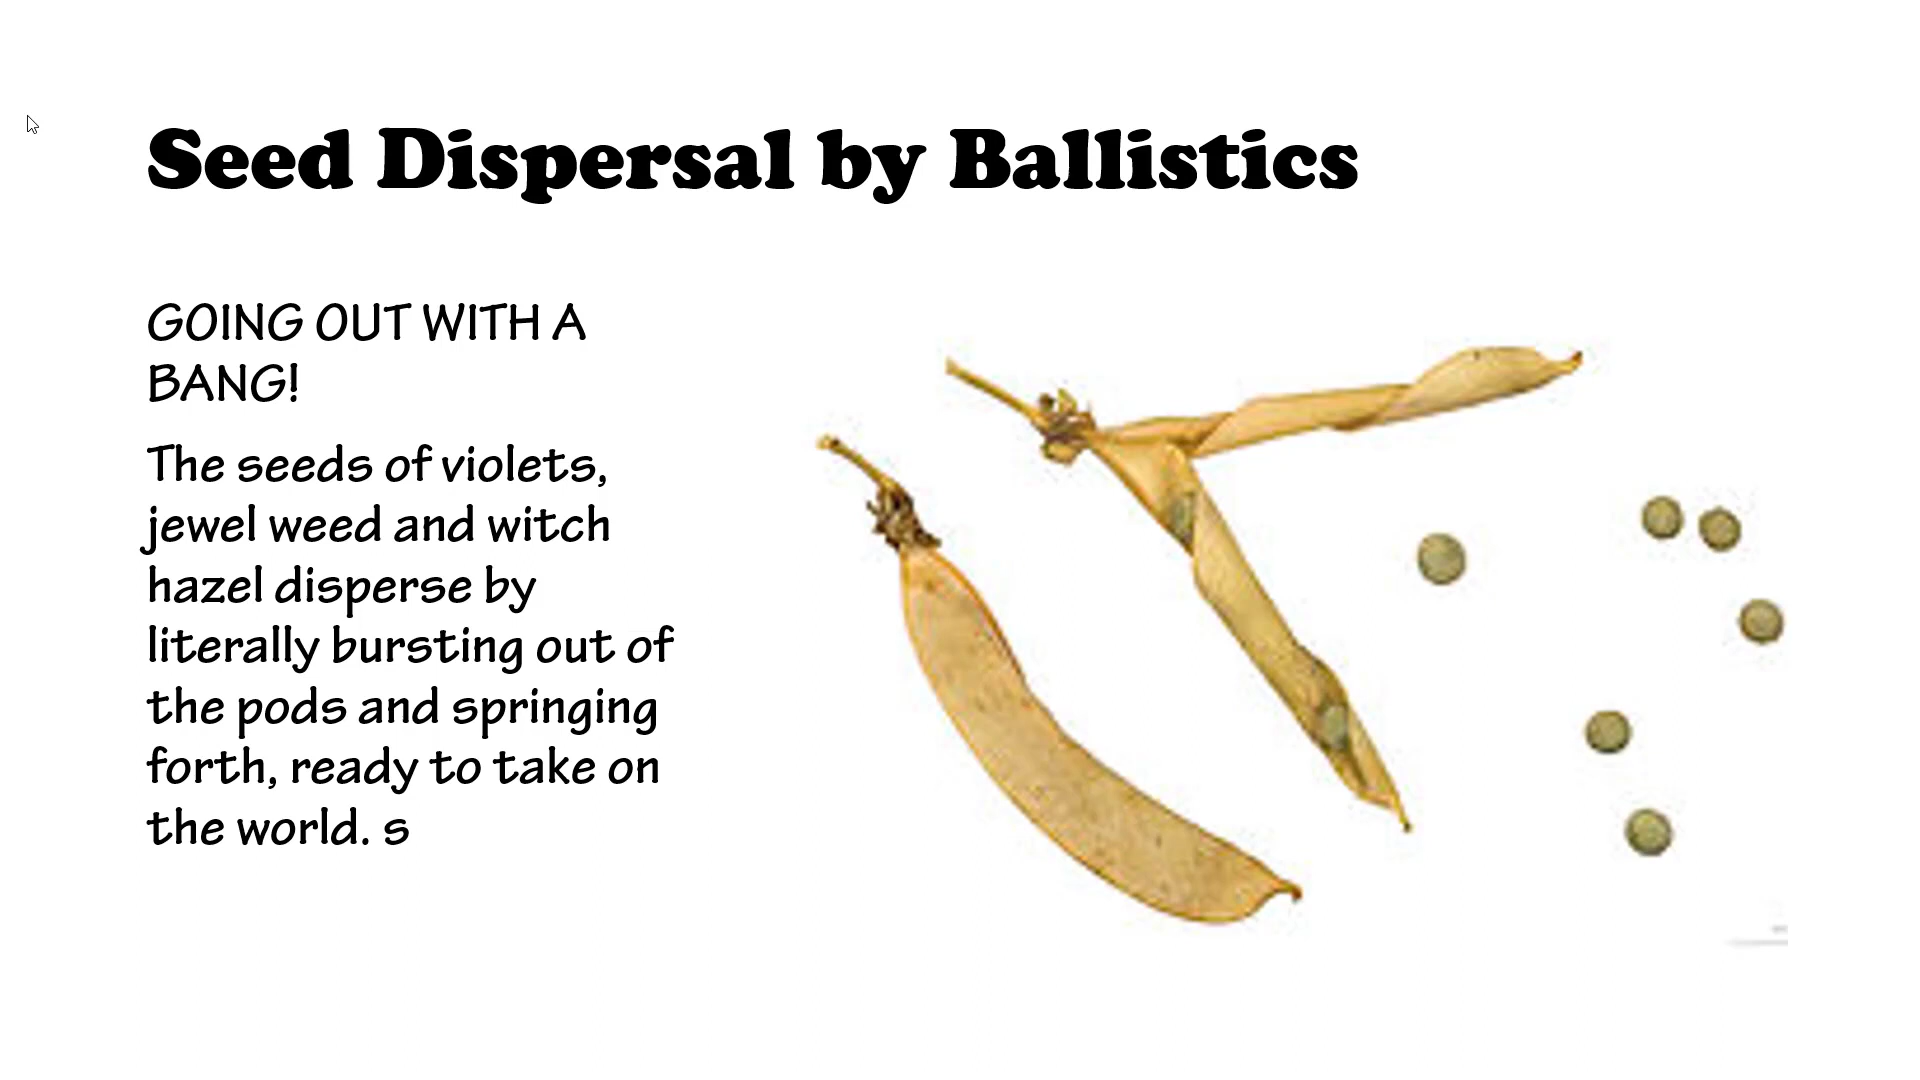 Seed Dispersal by Ballistics
GOING OUT WITH A
BANG!
The seeds of violets,
jewel weed and witch
hazel disperse by
literally bursting out of
the pods and springing
forth, ready to take on
the world. s